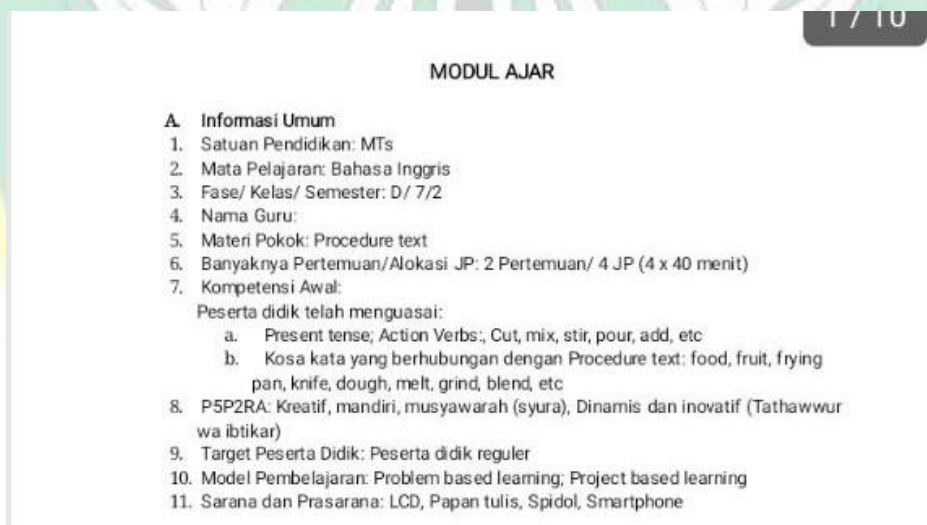 1 / 10
MODUL AJAR
A. Informasi Umum
1. Satuan Pendidikan: MTs
2. Mata Pelajaran: Bahasa Inggris
3. Fase/ Kelas/ Semester: D/ 7/2
4. Nama Guru:
5. Materi Pokok: Procedure text
6. Banyaknya Pertemuan/Alokasi JP: 2 Pertemuan/ 4 JP (4 x 40 menit)
7. Kompetensi Awal:
Peserta didik telah menguasai:
a. Present tense; Action Verbs:, Cut, mix, stir, pour, add, etc
b. Kosa kata yang berhubungan dengan Procedure text: food, fruit, frying
pan, knife, dough, melt, grind, blend, etc
8. P5P2RA: Kreatif, mandiri, musyawarah (syura), Dinamis dan inovatif (Tathawwur
wa ibtikar)
9. Target Peserta Didik: Peserta didik reguler
10. Model Pembelajaran: Problem based learning; Project based learning
11. Sarana dan Prasarana: LCD, Papan tulis, Spidol, Smartphone